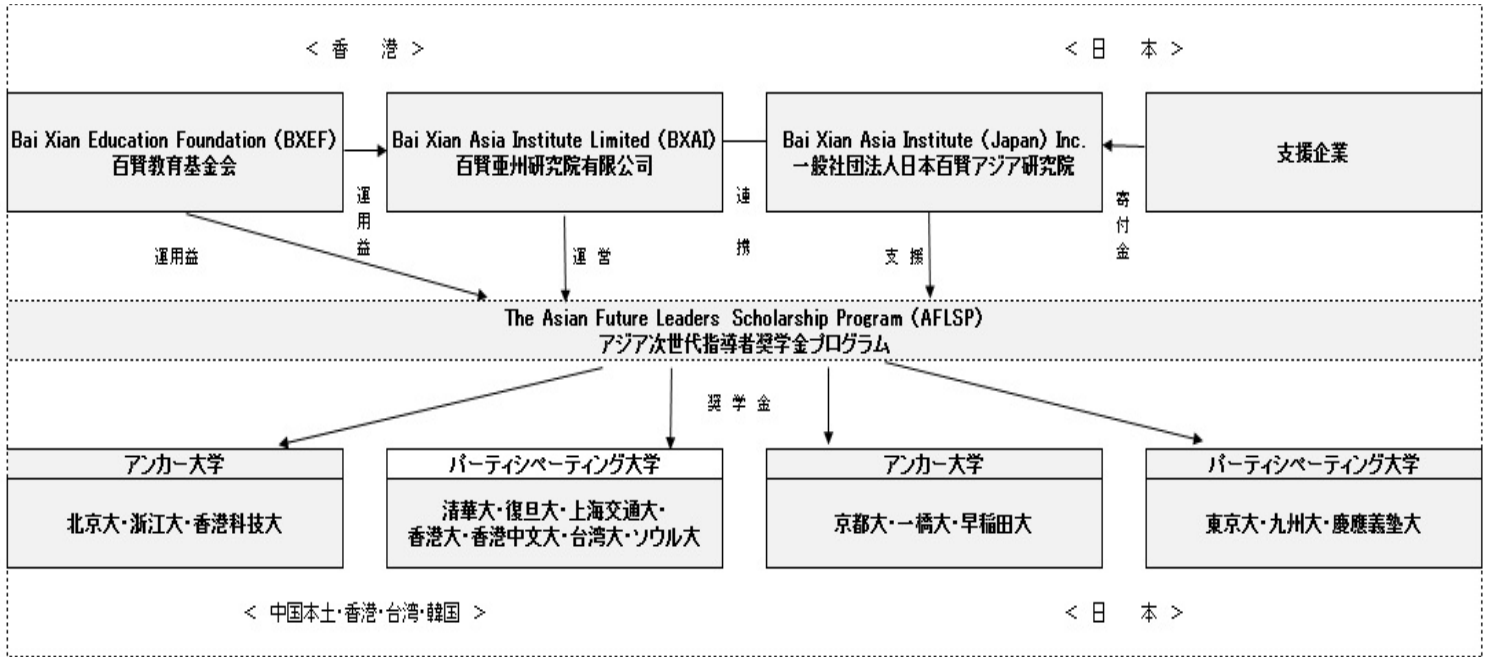 < 香 港 >
< 日 本 >
Bai Xian Education Foundation (BXEF)
百賢教育基金会
Bai Xian Asia Institute Limited (BXAI)
百賢亜州研究院有限公司
Bai Xian Asia Institute (Japan) Inc.
一般社団法人日本百賢アジア研究院
支援企業
運用益
運用益
運営
連携
支援
寄付金
The Asian Future Leaders Scholarship Program (AFLSP)
アジア次世代指導者奨学金プログラム
奨学金
アンカー大学
北京大・浙江大・香港科技大
パーティシペーティング大学
清華大・復旦大・上海交通大・
香港大・香港中文大・台湾大・ソウル大
アンカー大学
京都大・一橋大・早稲田大
パーティシペーティング大学
東京大・九州大・慶應義塾大
< 中国本土・香港・台湾・韓国 >
< 日 本 >